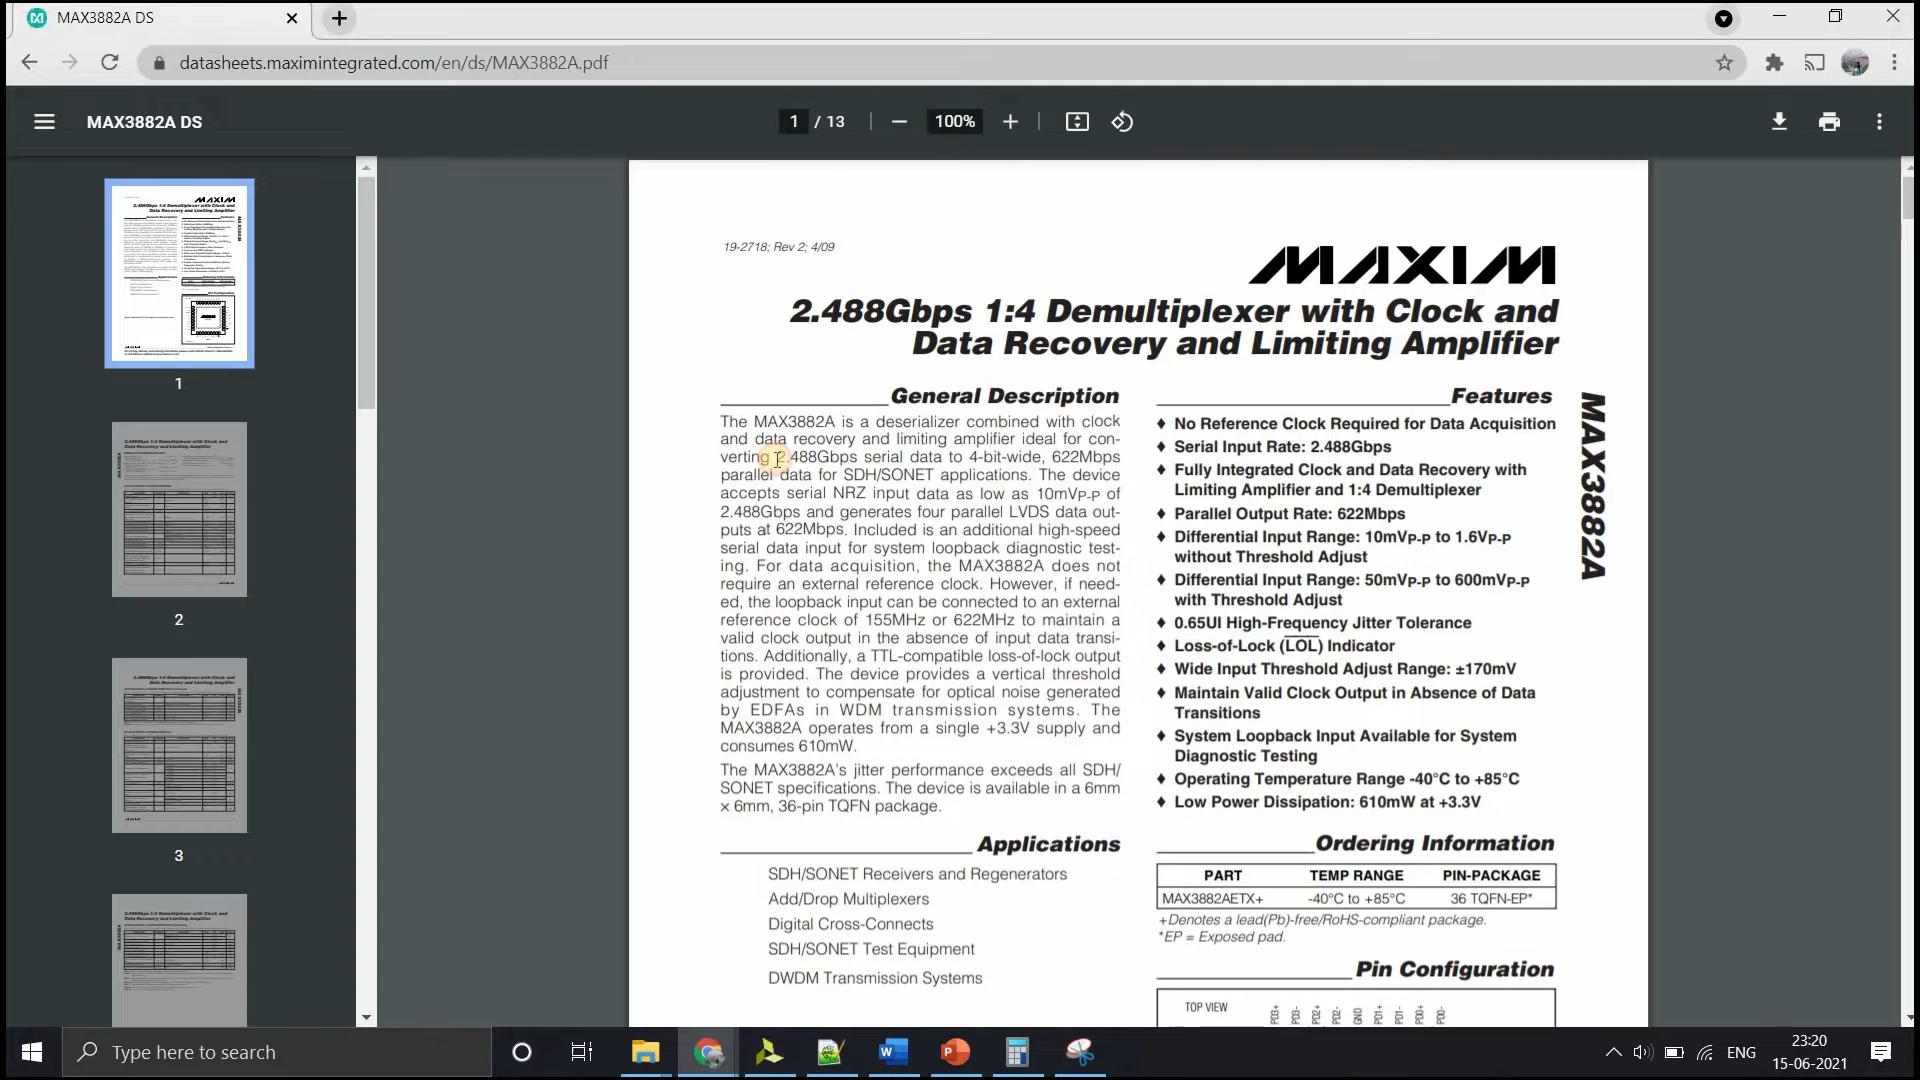 MAX3882A DS
datasheets.maximintegrated.com/en/ds/MAX3882A.pdf
MAX3882A DS
1 / 13
100%
1
2
3
19-2718; Rev 2; 4/09
MAXIM
2.488Gbps 1:4 Demultiplexer with Clock and
Data Recovery and Limiting Amplifier
General Description
The MAX3882A is a deserializer combined with clock
and data recovery and limiting amplifier ideal for con-
verting 2.488Gbps serial data to 4-bit-wide, 622Mbps
parallel data for SDH/SONET applications. The device
accepts serial NRZ input data as low as 10mVP-P of
2.488Gbps and generates four parallel LVDS data out-
puts at 622Mbps. Included is an additional high-speed
serial data input for system loopback diagnostic test-
ing. For data acquisition, the MAX3882A does not
require an external reference clock. However, if need-
ed, the loopback input can be connected to an external
reference clock of 155MHz or 622MHz to maintain a
valid clock output in the absence of input data transi-
tions. Additionally, a TTL-compatible loss-of-lock output
is provided. The device provides a vertical threshold
adjustment to compensate for optical noise generated
by EDFAs in WDM transmission systems. The
MAX3882A operates from a single +3.3V supply and
consumes 610mW.
The MAX3882A's jitter performance exceeds all SDH/
SONET specifications. The device is available in a 6mm
× 6mm, 36-pin TQFN package.
Applications
SDH/SONET Receivers and Regenerators
Add/Drop Multiplexers
Digital Cross-Connects
SDH/SONET Test Equipment
DWDM Transmission Systems
Features
♦ No Reference Clock Required for Data Acquisition
♦ Serial Input Rate: 2.488Gbps
♦ Fully Integrated Clock and Data Recovery with
Limiting Amplifier and 1:4 Demultiplexer
♦ Parallel Output Rate: 622Mbps
♦ Differential Input Range: 10mVP-P to 1.6VP-P
without Threshold Adjust
♦ Differential Input Range: 50mVP-P to 600mVP-P
with Threshold Adjust
♦ 0.65UI High-Frequency Jitter Tolerance
♦ Loss-of-Lock (LOL) Indicator
♦ Wide Input Threshold Adjust Range: ±170mV
♦ Maintain Valid Clock Output in Absence of Data
Transitions
♦ System Loopback Input Available for System
Diagnostic Testing
♦ Operating Temperature Range -40°C to +85°C
♦ Low Power Dissipation: 610mW at +3.3V
Ordering Information
PART TEMP RANGE PIN-PACKAGE
MAX3882AETX+ -40°C to +85°C 36 TQFN-EP*
+Denotes a lead(Pb)-free/RoHS-compliant package.
*EP = Exposed pad.
Pin Configuration
TOP VIEW
PD3+ PD3- PD2+ PD2- GND PD1+ PD1- PD0+ PD0-
MAX3882A
Type here to search
ENG
23:20
15-06-2021